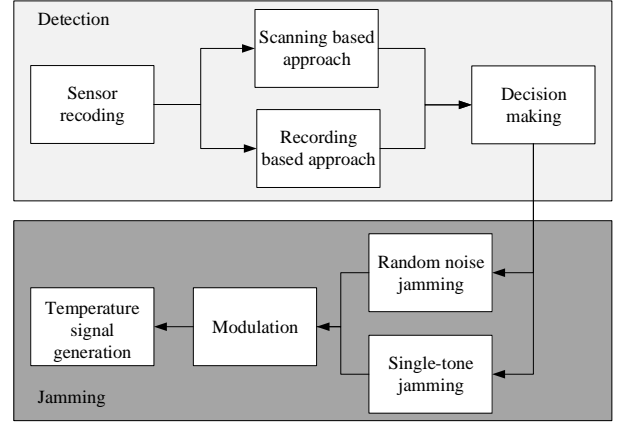 Detection
Scanning based
approach
Sensor
recoding
Recording
based approach
Decision
making
Random noise
jamming
Temperature
signal
generation
Modulation
Single-tone
jamming
Jamming